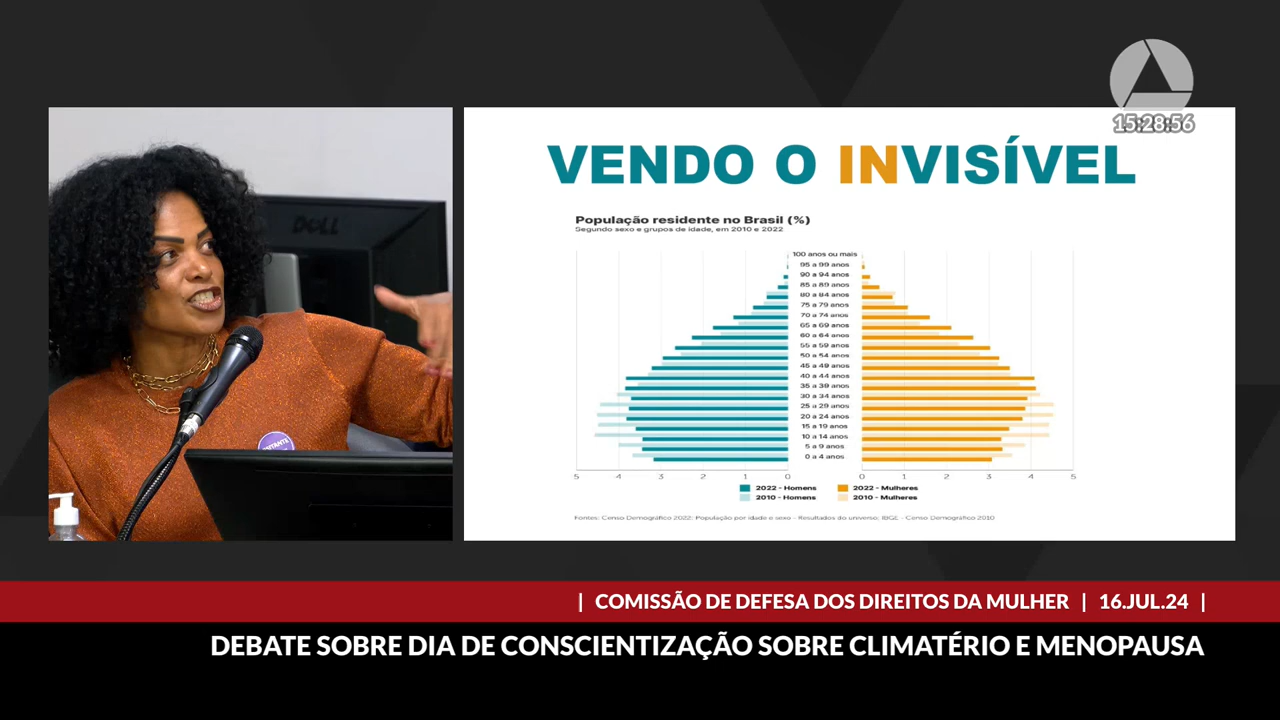 15:28:56
VENDO O INVISÍVEL
População residente no Brasil (%)
Segundo sexo e grupos de idade, em 2010 e 2022
100 anos ou mais
95 a 99 anos
90 a 94 anos
85 a 89 anos
80 a 84 anos
75 a 79 anos
70 a 74 anos
65 a 69 anos
60 a 64 anos
55 a 59 anos
50 a 54 anos
45 a 49 anos
40 a 44 anos
35 a 39 anos
30 a 34 anos
25 a 29 anos
20 a 24 anos
15 a 19 anos
10 a 14 anos
5 a 9 anos
0 a 4 anos
5 4 3 2 1 0 0 1 2 3 4 5
2022 - Homens 2022 - Mulheres
2010 - Homens 2010 - Mulheres
Fontes: Censo Demográfico 2022: População por idade e sexo - Resultados do universo; IBGE - Censo Demográfico 2010
DELL
| COMISSÃO DE DEFESA DOS DIREITOS DA MULHER | 16.JUL.24 |
DEBATE SOBRE DIA DE CONSCIENTIZAÇÃO SOBRE CLIMATÉRIO E MENOPAUSA